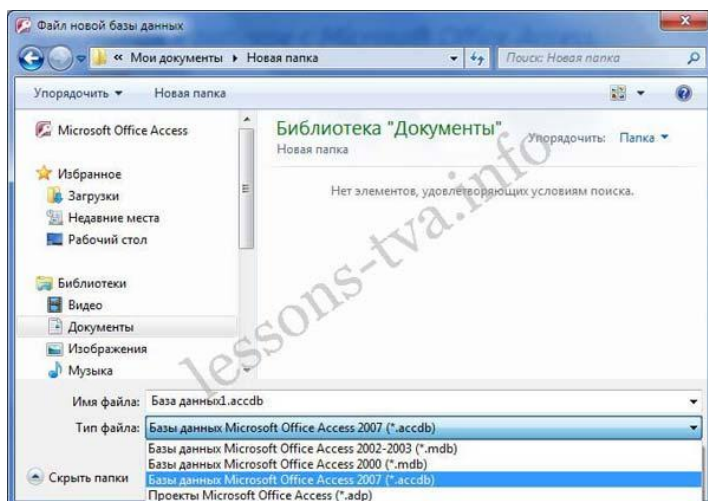 Файл новой базы данных
« Мои документы ▸ Новая папка
Поиск: Новая папка
Упорядочить ▼ Новая папка
Microsoft Office Access
Избранное
Загрузки
Недавние места
Рабочий стол
Библиотеки
Видео
Документы
Изображения
Музыка
Библиотека "Документы"
Новая папка
Упорядочить: Папка ▼
Нет элементов, удовлетворяющих условиям поиска.
lessons-tva.info
Имя файла: База данных1.accdb
Тип файла: Базы данных Microsoft Office Access 2007 (*.accdb)
Базы данных Microsoft Office Access 2002-2003 (*.mdb)
Базы данных Microsoft Office Access 2000 (*.mdb)
Базы данных Microsoft Office Access 2007 (*.accdb)
Проекты Microsoft Office Access (*.adp)
Скрыть папки